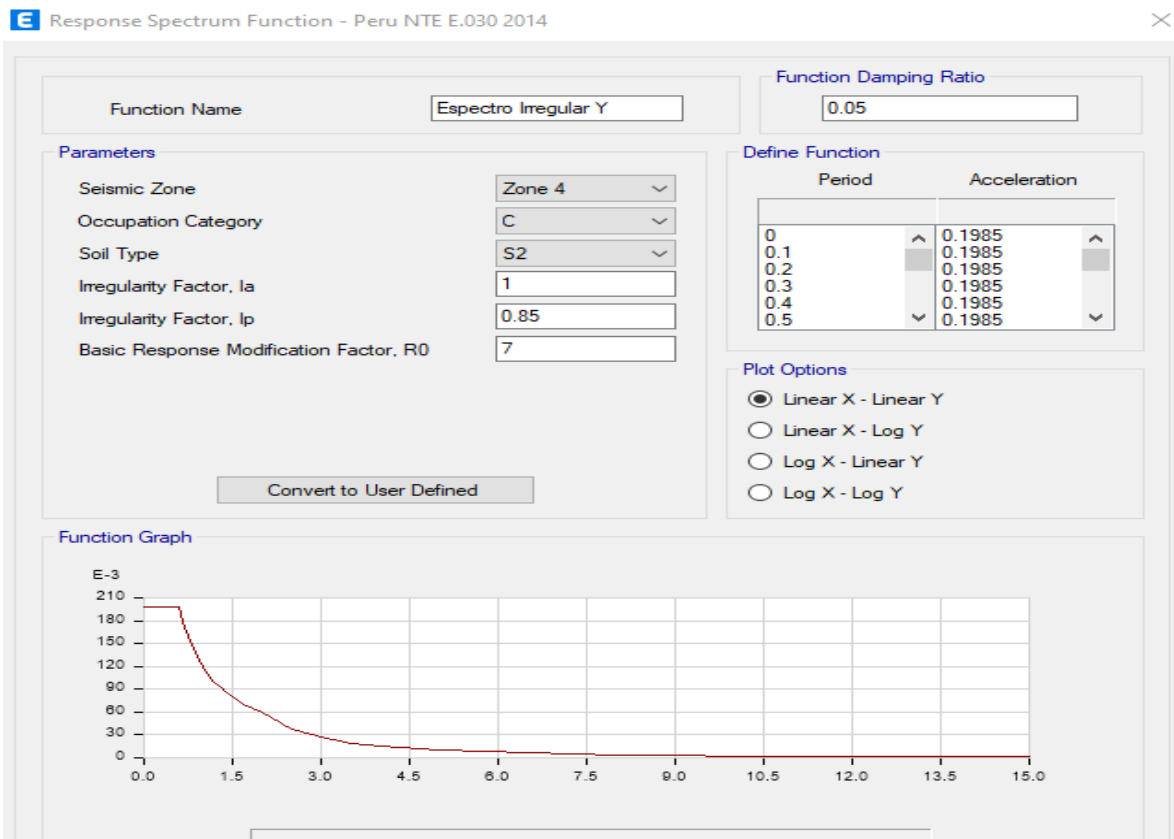 E Response Spectrum Function - Peru NTE E.030 2014
Function Name
Espectro Irregular Y
Function Damping Ratio
0.05
Parameters
Seismic Zone Zone 4
Occupation Category C
Soil Type S2
Irregularity Factor, Ia 1
Irregularity Factor, Ip 0.85
Basic Response Modification Factor, R0 7
Convert to User Defined
Define Function
Period Acceleration
0 0.1985
0.1 0.1985
0.2 0.1985
0.3 0.1985
0.4 0.1985
0.5 0.1985
Plot Options
Linear X - Linear Y
Linear X - Log Y
Log X - Linear Y
Log X - Log Y
Function Graph
E-3
210
180
150
120
90
60
30
0
0.0 1.5 3.0 4.5 6.0 7.5 9.0 10.5 12.0 13.5 15.0